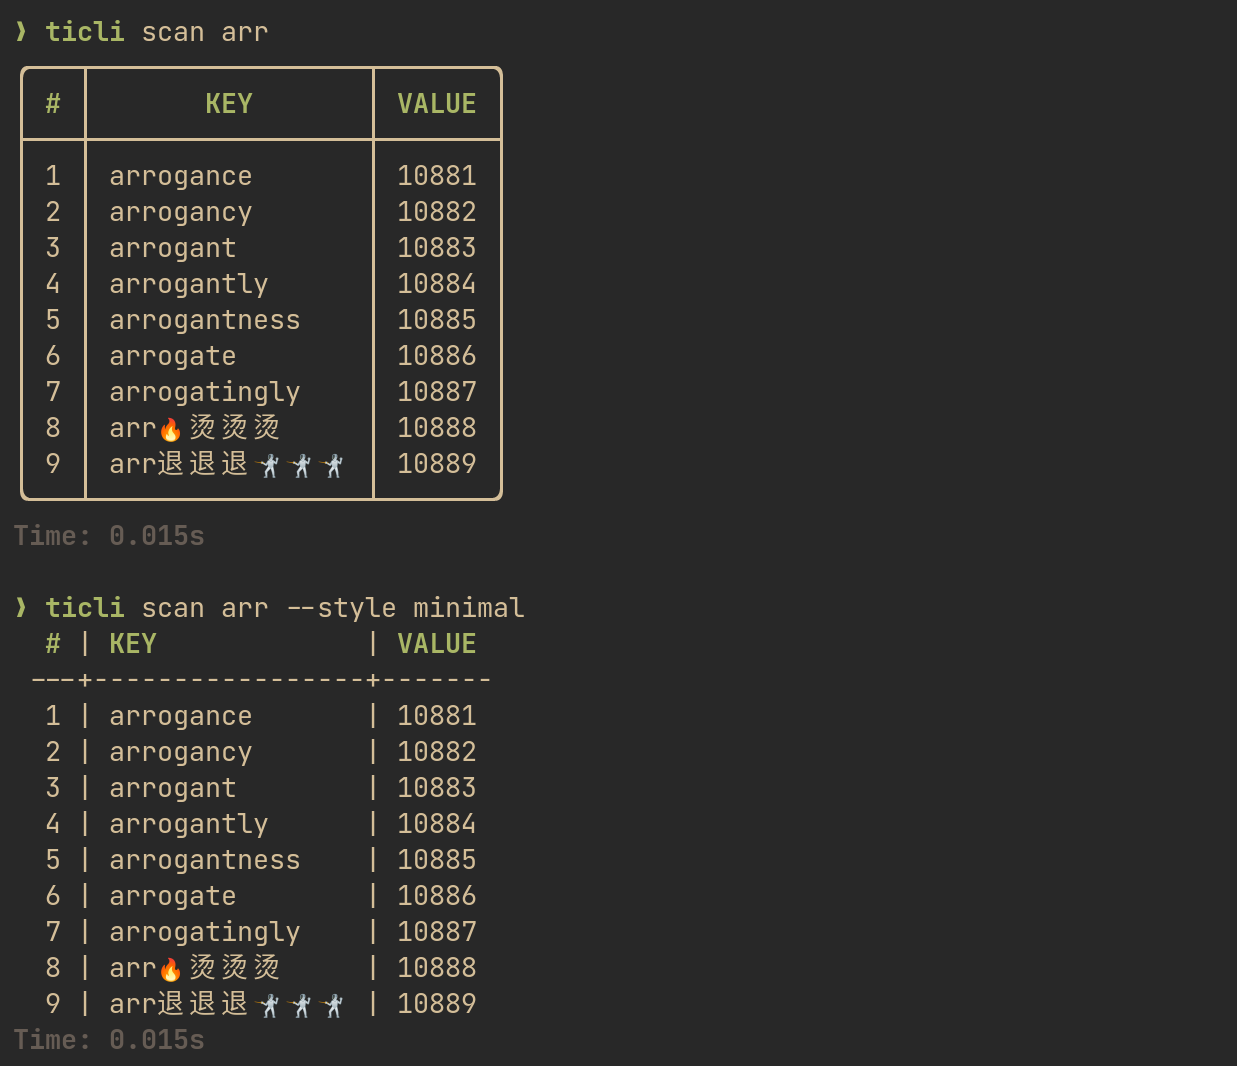 ❯ ticli scan arr
# KEY VALUE
1 arrogance 10881
2 arrogancy 10882
3 arrogant 10883
4 arrogantly 10884
5 arrogantness 10885
6 arrogate 10886
7 arrogatingly 10887
8 arr🔥烫烫烫 10888
9 arr退退退🤺🤺🤺 10889
Time: 0.015s
❯ ticli scan arr --style minimal
# | KEY | VALUE
---+-----------------+-------
1 | arrogance | 10881
2 | arrogancy | 10882
3 | arrogant | 10883
4 | arrogantly | 10884
5 | arrogantness | 10885
6 | arrogate | 10886
7 | arrogatingly | 10887
8 | arr🔥烫烫烫 | 10888
9 | arr退退退🤺🤺🤺 | 10889
Time: 0.015s